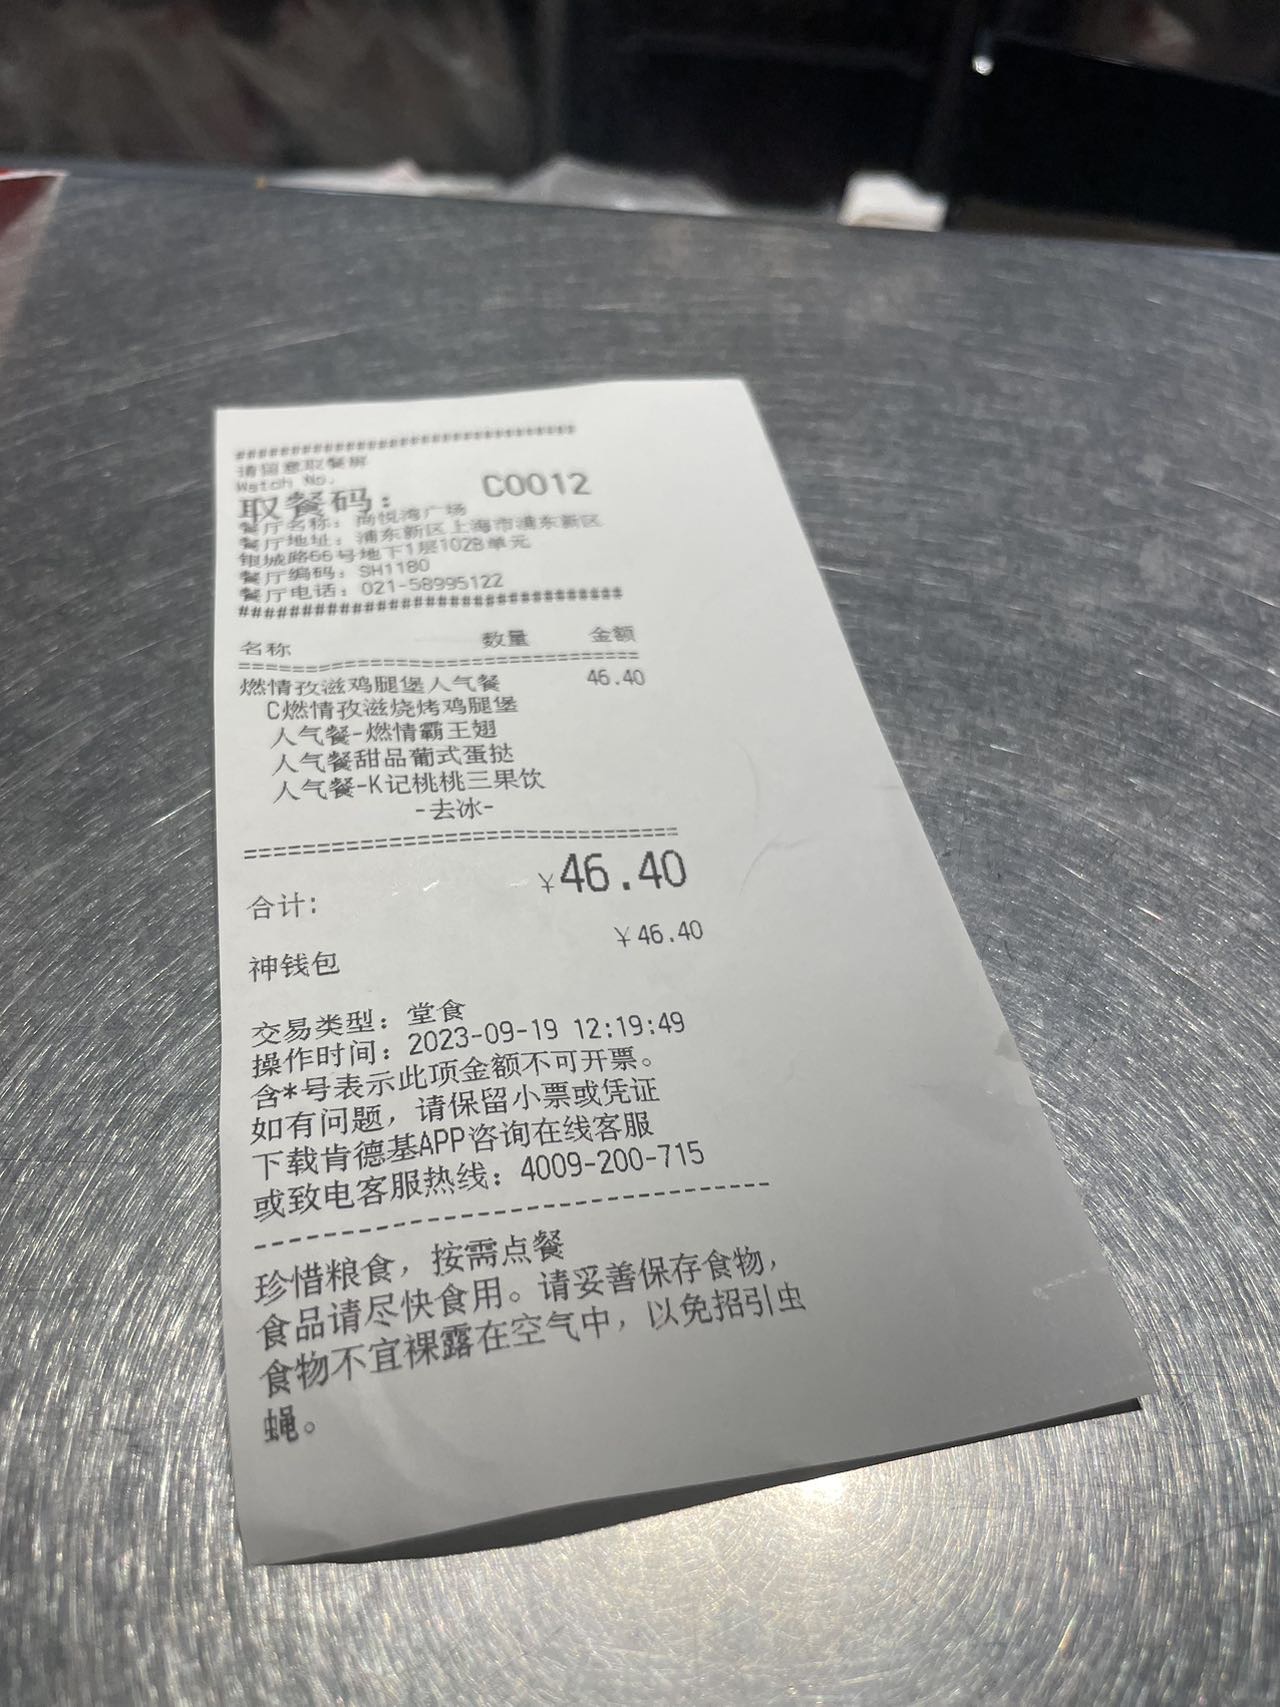 ################################
请留意取餐屏
Watch No.
取餐码： C0012
餐厅名称：尚悦湾广场
餐厅地址：浦东新区上海市浦东新区
银城路66号地下1层102B单元
餐厅编码：SH1180
餐厅电话：021-58995122
################################
名称 数量 金额
================================
燃情孜滋鸡腿堡人气餐 46.40
C燃情孜滋烧烤鸡腿堡
人气餐-燃情霸王翅
人气餐甜品葡式蛋挞
人气餐-K记桃桃三果饮
-去冰-
================================
合计: ¥46.40
神钱包 ¥46.40
交易类型：堂食
操作时间：2023-09-19 12:19:49
含*号表示此项金额不可开票。
如有问题，请保留小票或凭证
下载肯德基APP咨询在线客服
或致电客服热线：4009-200-715
--------------------------------
珍惜粮食，按需点餐
食品请尽快食用。请妥善保存食物，
食物不宜裸露在空气中，以免招引虫
蝇。